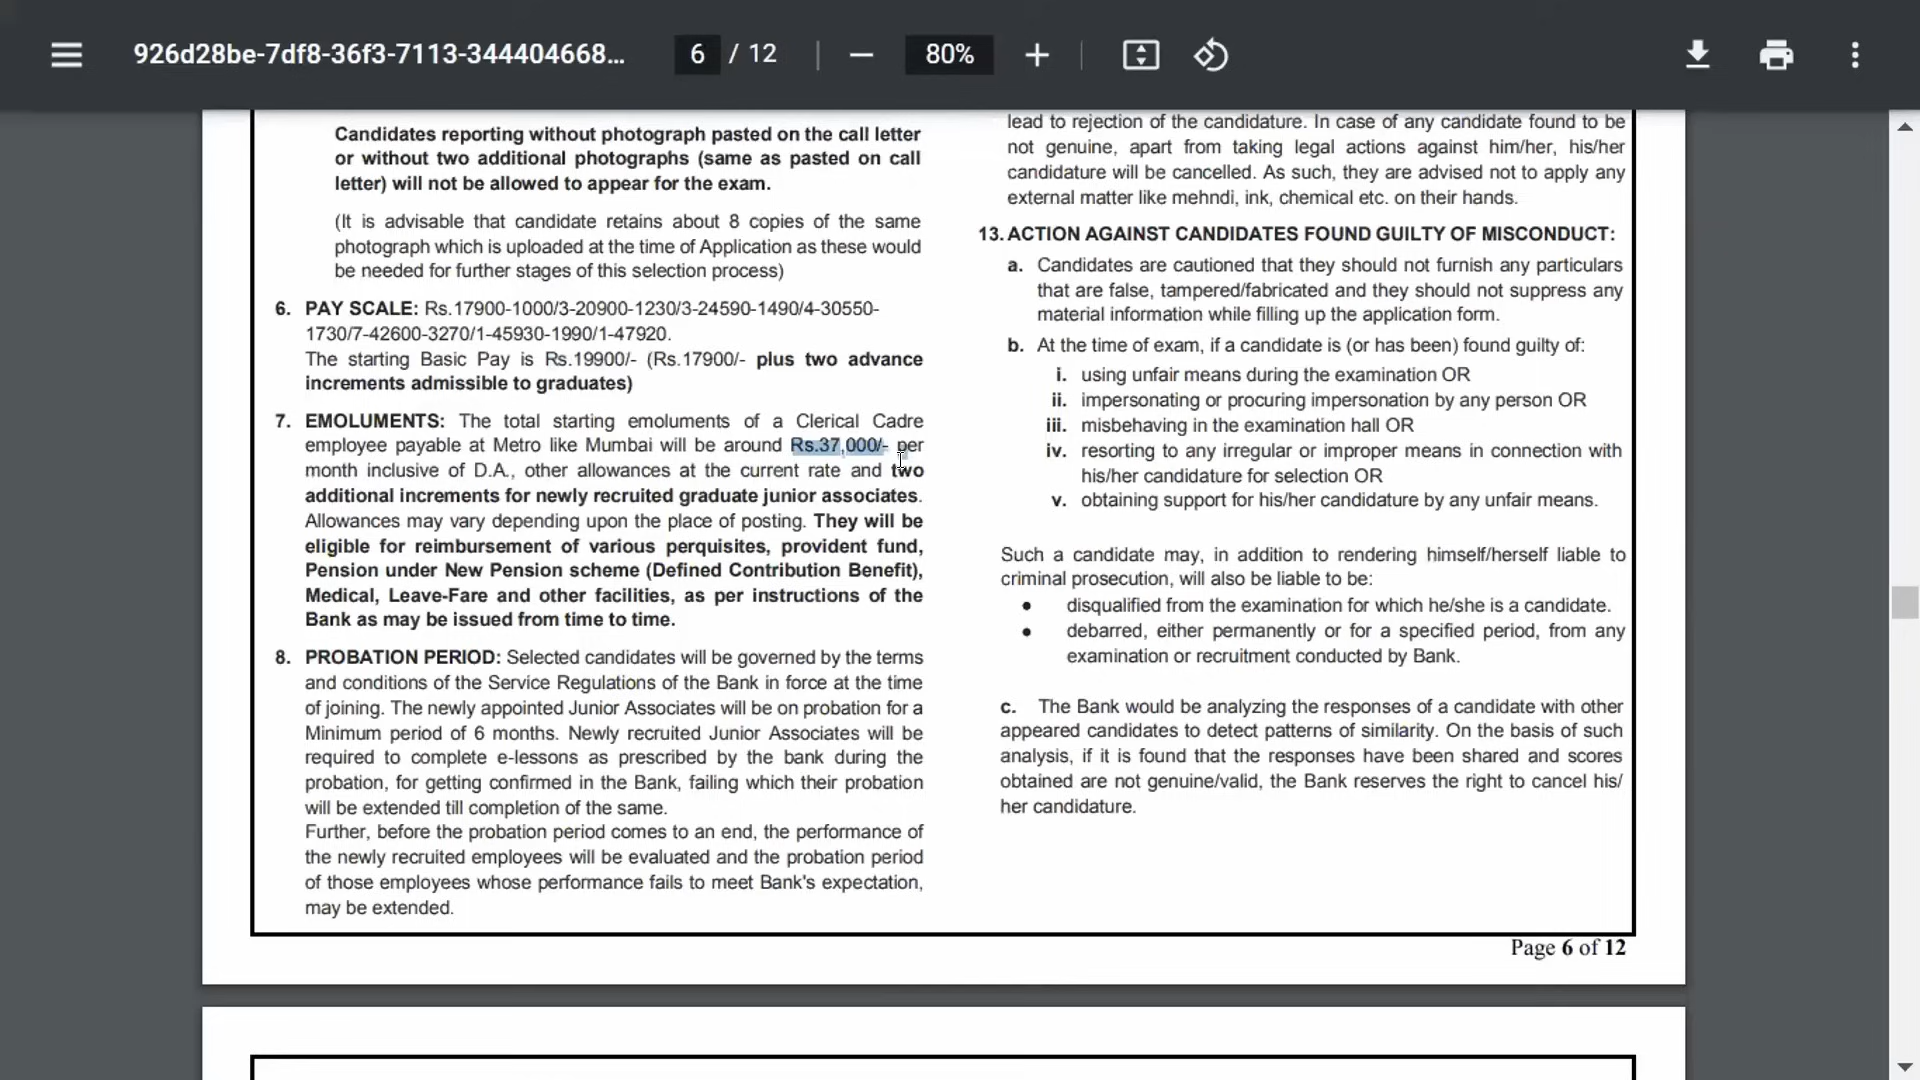 926d28be-7df8-36f3-7113-344404668...
6 / 12
80%
Candidates reporting without photograph pasted on the call letter
or without two additional photographs (same as pasted on call
letter) will not be allowed to appear for the exam.
(It is advisable that candidate retains about 8 copies of the same
photograph which is uploaded at the time of Application as these would
be needed for further stages of this selection process)
6. PAY SCALE: Rs.17900-1000/3-20900-1230/3-24590-1490/4-30550-
1730/7-42600-3270/1-45930-1990/1-47920.
The starting Basic Pay is Rs.19900/- (Rs.17900/- plus two advance
increments admissible to graduates)
7. EMOLUMENTS: The total starting emoluments of a Clerical Cadre
employee payable at Metro like Mumbai will be around Rs.37,000/- per
month inclusive of D.A., other allowances at the current rate and two
additional increments for newly recruited graduate junior associates.
Allowances may vary depending upon the place of posting. They will be
eligible for reimbursement of various perquisites, provident fund,
Pension under New Pension scheme (Defined Contribution Benefit),
Medical, Leave-Fare and other facilities, as per instructions of the
Bank as may be issued from time to time.
8. PROBATION PERIOD: Selected candidates will be governed by the terms
and conditions of the Service Regulations of the Bank in force at the time
of joining. The newly appointed Junior Associates will be on probation for a
Minimum period of 6 months. Newly recruited Junior Associates will be
required to complete e-lessons as prescribed by the bank during the
probation, for getting confirmed in the Bank, failing which their probation
will be extended till completion of the same.
Further, before the probation period comes to an end, the performance of
the newly recruited employees will be evaluated and the probation period
of those employees whose performance fails to meet Bank's expectation,
may be extended.
lead to rejection of the candidature. In case of any candidate found to be
not genuine, apart from taking legal actions against him/her, his/her
candidature will be cancelled. As such, they are advised not to apply any
external matter like mehndi, ink, chemical etc. on their hands.
13. ACTION AGAINST CANDIDATES FOUND GUILTY OF MISCONDUCT:
a. Candidates are cautioned that they should not furnish any particulars
that are false, tampered/fabricated and they should not suppress any
material information while filling up the application form.
b. At the time of exam, if a candidate is (or has been) found guilty of:
i. using unfair means during the examination OR
ii. impersonating or procuring impersonation by any person OR
iii. misbehaving in the examination hall OR
iv. resorting to any irregular or improper means in connection with
his/her candidature for selection OR
v. obtaining support for his/her candidature by any unfair means.
Such a candidate may, in addition to rendering himself/herself liable to
criminal prosecution, will also be liable to be:
● disqualified from the examination for which he/she is a candidate.
● debarred, either permanently or for a specified period, from any
examination or recruitment conducted by Bank.
c. The Bank would be analyzing the responses of a candidate with other
appeared candidates to detect patterns of similarity. On the basis of such
analysis, if it is found that the responses have been shared and scores
obtained are not genuine/valid, the Bank reserves the right to cancel his/
her candidature.
Page 6 of 12